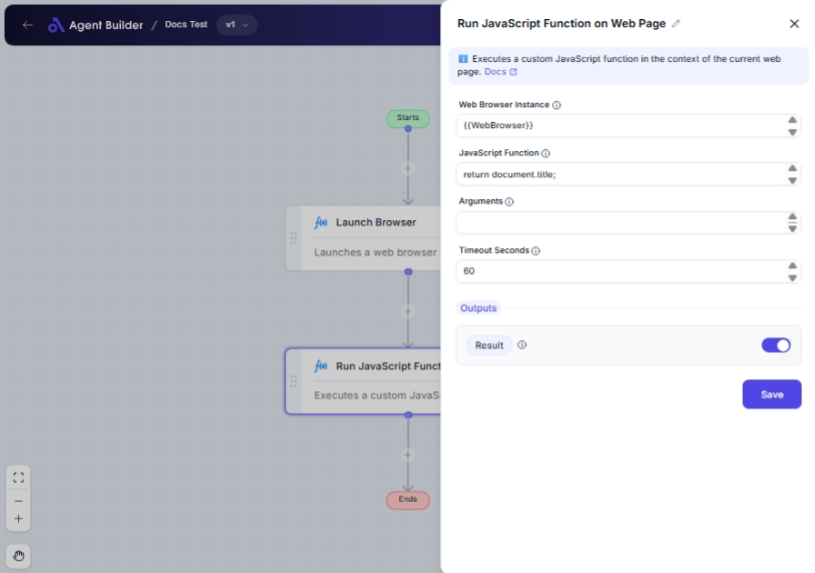 Agent Builder / Docs Test v1
Starts
Launch Browser
Launches a web browser
Run JavaScript Funct
Executes a custom JavaS
Ends
Run JavaScript Function on Web Page
Executes a custom JavaScript function in the context of the current web
page. Docs
Web Browser Instance
{{WebBrowser}}
JavaScript Function
return document.title;
Arguments
Timeout Seconds
60
Outputs
Result
Save